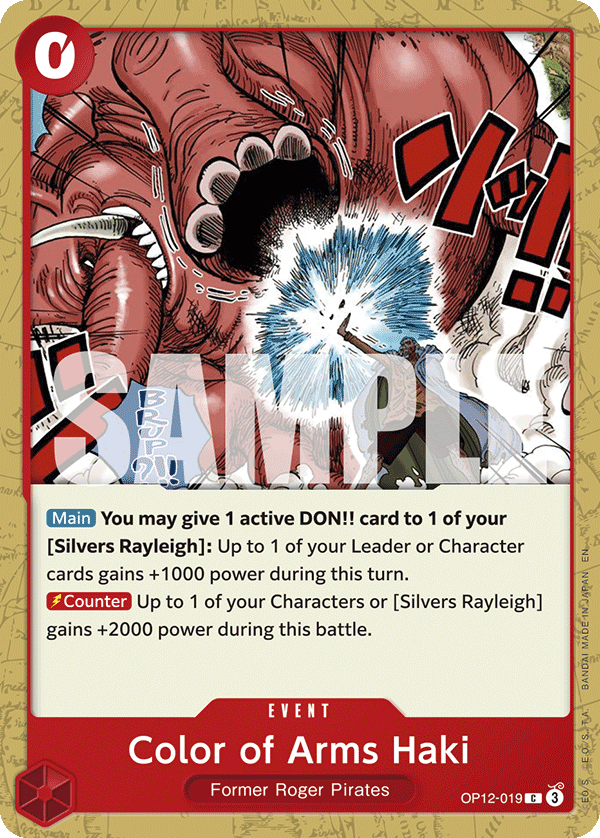 0
ツッ!!
SAMPLE
BRUP?!!
Main You may give 1 active DON!! card to 1 of your
[Silvers Rayleigh]: Up to 1 of your Leader or Character
cards gains +1000 power during this turn.
Counter Up to 1 of your Characters or [Silvers Rayleigh]
gains +2000 power during this battle.
EVENT
Color of Arms Haki
Former Roger Pirates
OP12-019 C 3
BANDAI MADE IN JAPAN EN